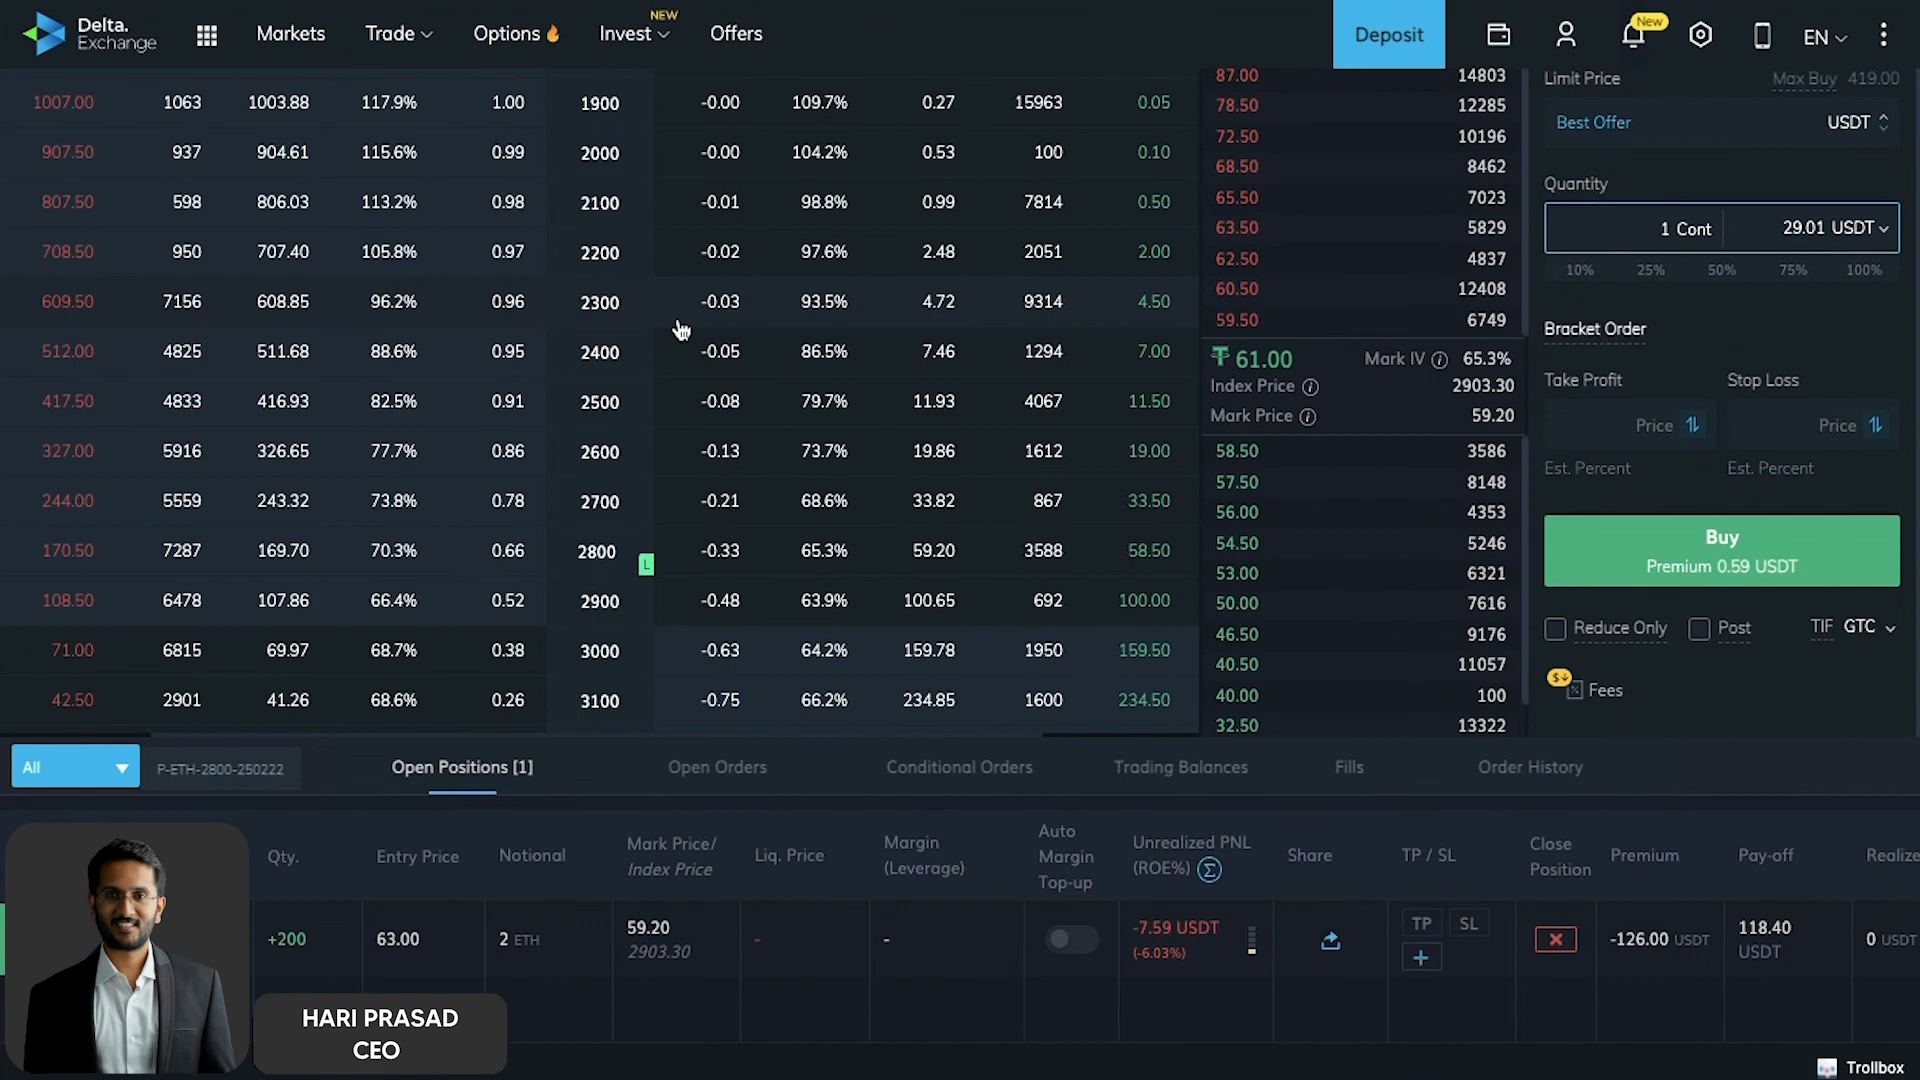 Delta.
Exchange
Markets
Trade
Options
Invest
NEW
Offers
Deposit
New
EN
1007.00 1063 1003.88 117.9% 1.00 1900 -0.00 109.7% 0.27 15963 0.05
907.50 937 904.61 115.6% 0.99 2000 -0.00 104.2% 0.53 100 0.10
807.50 598 806.03 113.2% 0.98 2100 -0.01 98.8% 0.99 7814 0.50
708.50 950 707.40 105.8% 0.97 2200 -0.02 97.6% 2.48 2051 2.00
609.50 7156 608.85 96.2% 0.96 2300 -0.03 93.5% 4.72 9314 4.50
512.00 4825 511.68 88.6% 0.95 2400 -0.05 86.5% 7.46 1294 7.00
417.50 4833 416.93 82.5% 0.91 2500 -0.08 79.7% 11.93 4067 11.50
327.00 5916 326.65 77.7% 0.86 2600 -0.13 73.7% 19.86 1612 19.00
244.00 5559 243.32 73.8% 0.78 2700 -0.21 68.6% 33.82 867 33.50
170.50 7287 169.70 70.3% 0.66 2800 L -0.33 65.3% 59.20 3588 58.50
108.50 6478 107.86 66.4% 0.52 2900 -0.48 63.9% 100.65 692 100.00
71.00 6815 69.97 68.7% 0.38 3000 -0.63 64.2% 159.78 1950 159.50
42.50 2901 41.26 68.6% 0.26 3100 -0.75 66.2% 234.85 1600 234.50
87.00 14803
78.50 12285
72.50 10196
68.50 8462
65.50 7023
63.50 5829
62.50 4837
60.50 12408
59.50 6749
61.00 Mark IV 65.3%
Index Price 2903.30
Mark Price 59.20
58.50 3586
57.50 8148
56.00 4353
54.50 5246
53.00 6321
50.00 7616
46.50 9176
40.50 11057
40.00 100
32.50 13322
Limit Price Max Buy 419.00
Best Offer USDT
Quantity
1 Cont 29.01 USDT
10% 25% 50% 75% 100%
Bracket Order
Take Profit Stop Loss
Price Price
Est. Percent Est. Percent
Buy
Premium 0.59 USDT
Reduce Only Post TIF GTC
Fees
All P-ETH-2800-250222 Open Positions [1] Open Orders Conditional Orders Trading Balances Fills Order History
Qty.
Entry Price
Notional
Mark Price/
Index Price
Liq. Price
Margin
(Leverage)
Auto
Margin
Top-up
Unrealized PNL
(ROE%)
Share
TP / SL
Close
Position
Premium
Pay-off
Realize
+200
63.00
2 ETH
59.20
2903.30
-
-
-7.59 USDT
(-6.03%)
TP SL
+
-126.00 USDT
118.40
USDT
0 USDT
HARI PRASAD
CEO
Trollbox